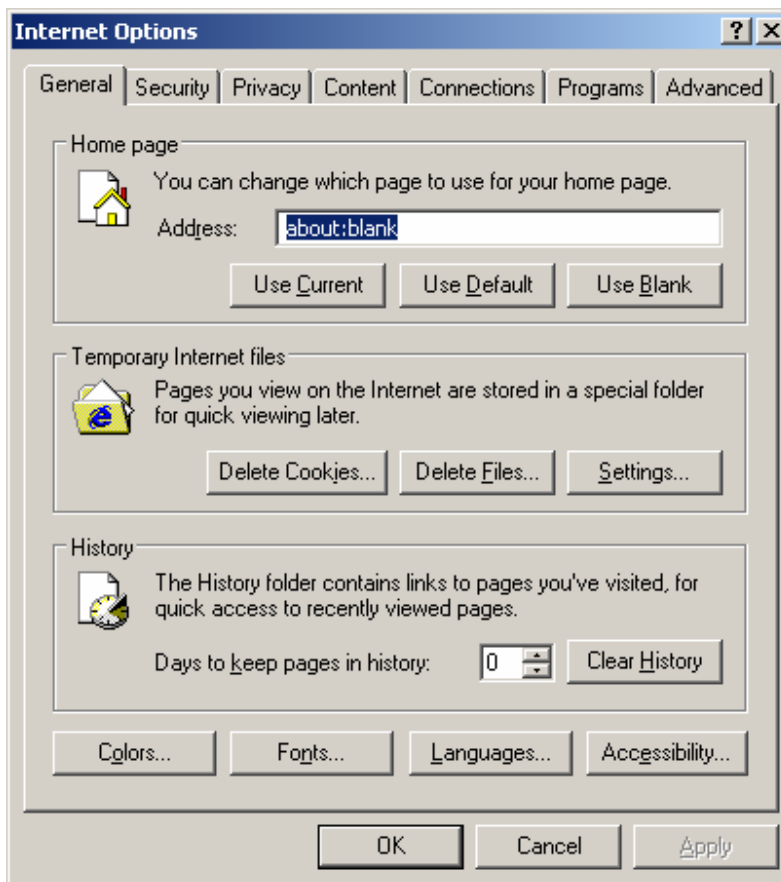 Internet Options
General Security Privacy Content Connections Programs Advanced
Home page
You can change which page to use for your home page.
Address: about:blank
Use Current Use Default Use Blank
Temporary Internet files
Pages you view on the Internet are stored in a special folder
for quick viewing later.
Delete Cookies... Delete Files... Settings...
History
The History folder contains links to pages you've visited, for
quick access to recently viewed pages.
Days to keep pages in history: 0 Clear History
Colors... Fonts... Languages... Accessibility...
OK Cancel Apply